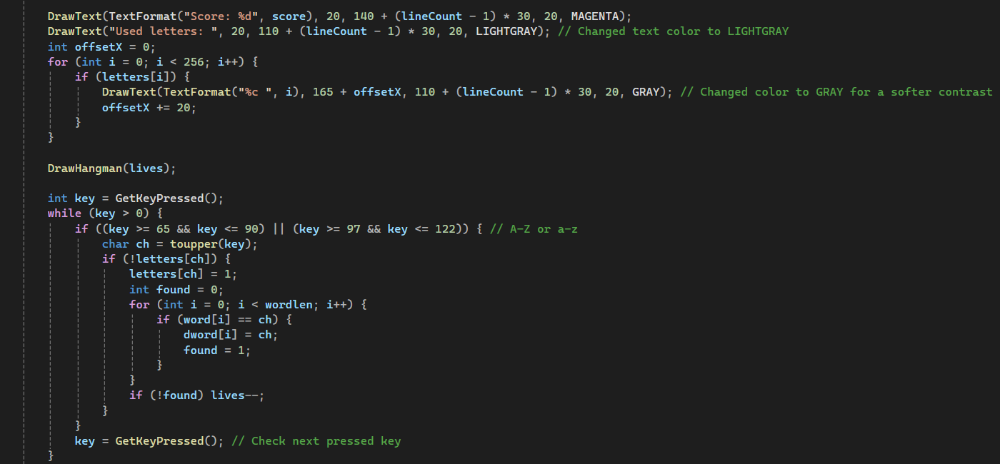 DrawText(TextFormat("Score: %d", score), 20, 140 + (lineCount - 1) * 30, 20, MAGENTA);
DrawText("Used letters: ", 20, 110 + (lineCount - 1) * 30, 20, LIGHTGRAY); // Changed text color to LIGHTGRAY
int offsetX = 0;
for (int i = 0; i < 256; i++) {
    if (letters[i]) {
        DrawText(TextFormat("%c ", i), 165 + offsetX, 110 + (lineCount - 1) * 30, 20, GRAY); // Changed color to GRAY for a softer contrast
        offsetX += 20;
    }
}

DrawHangman(lives);

int key = GetKeyPressed();
while (key > 0) {
    if ((key >= 65 && key <= 90) || (key >= 97 && key <= 122)) { // A-Z or a-z
        char ch = toupper(key);
        if (!letters[ch]) {
            letters[ch] = 1;
            int found = 0;
            for (int i = 0; i < wordlen; i++) {
                if (word[i] == ch) {
                    dword[i] = ch;
                    found = 1;
                }
            }
            if (!found) lives--;
        }
    }
    key = GetKeyPressed(); // Check next pressed key
}